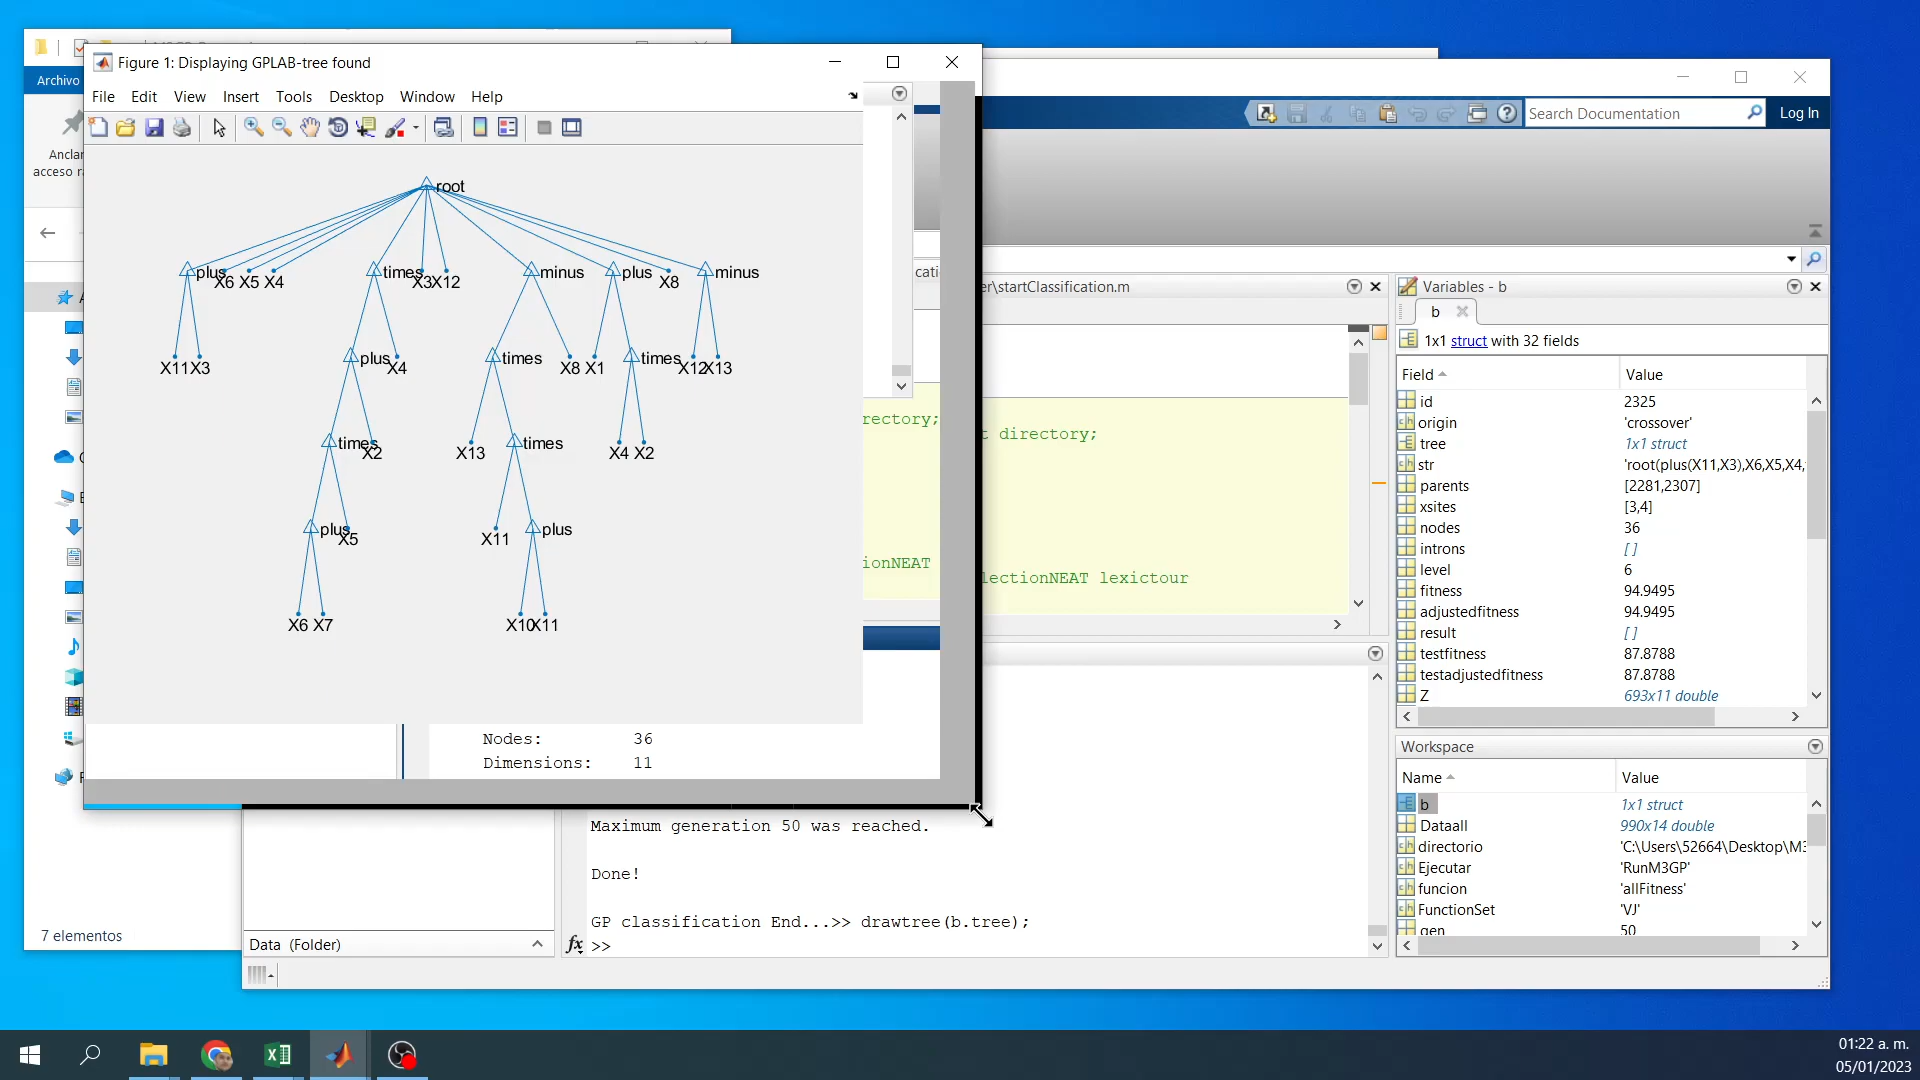 Figure 1: Displaying GPLAB-tree found
File Edit View Insert Tools Desktop Window Help
root
plus X6 X5 X4 times X3 X12 minus plus X8 minus
X11 X3 plus X4 times X8 X1 times X12 X13
times X2 X13 times X4 X2
plus X5 X11 plus
X6 X7 X10 X11
Nodes: 36
Dimensions: 11
Archivo
Anclar
acceso
7 elementos
Search Documentation
Log In
er\startClassification.m
rectory;
t directory;
ionNEAT
lectionNEAT lexictour
Maximum generation 50 was reached.
Done!
GP classification End...>> drawtree(b.tree);
fx >>
Data (Folder)
Variables - b
b
1x1 struct with 32 fields
Field Value
id 2325
origin 'crossover'
tree 1x1 struct
str 'root(plus(X11,X3),X6,X5,X4,
parents [2281,2307]
xsites [3,4]
nodes 36
introns []
level 6
fitness 94.9495
adjustedfitness 94.9495
result []
testfitness 87.8788
testadjustedfitness 87.8788
Z 693x11 double
Workspace
Name Value
b 1x1 struct
Dataall 990x14 double
directorio 'C:\Users\52664\Desktop\M3
Ejecutar 'RunM3GP'
funcion 'allFitness'
FunctionSet 'VJ'
gen 50
01:22 a. m.
05/01/2023